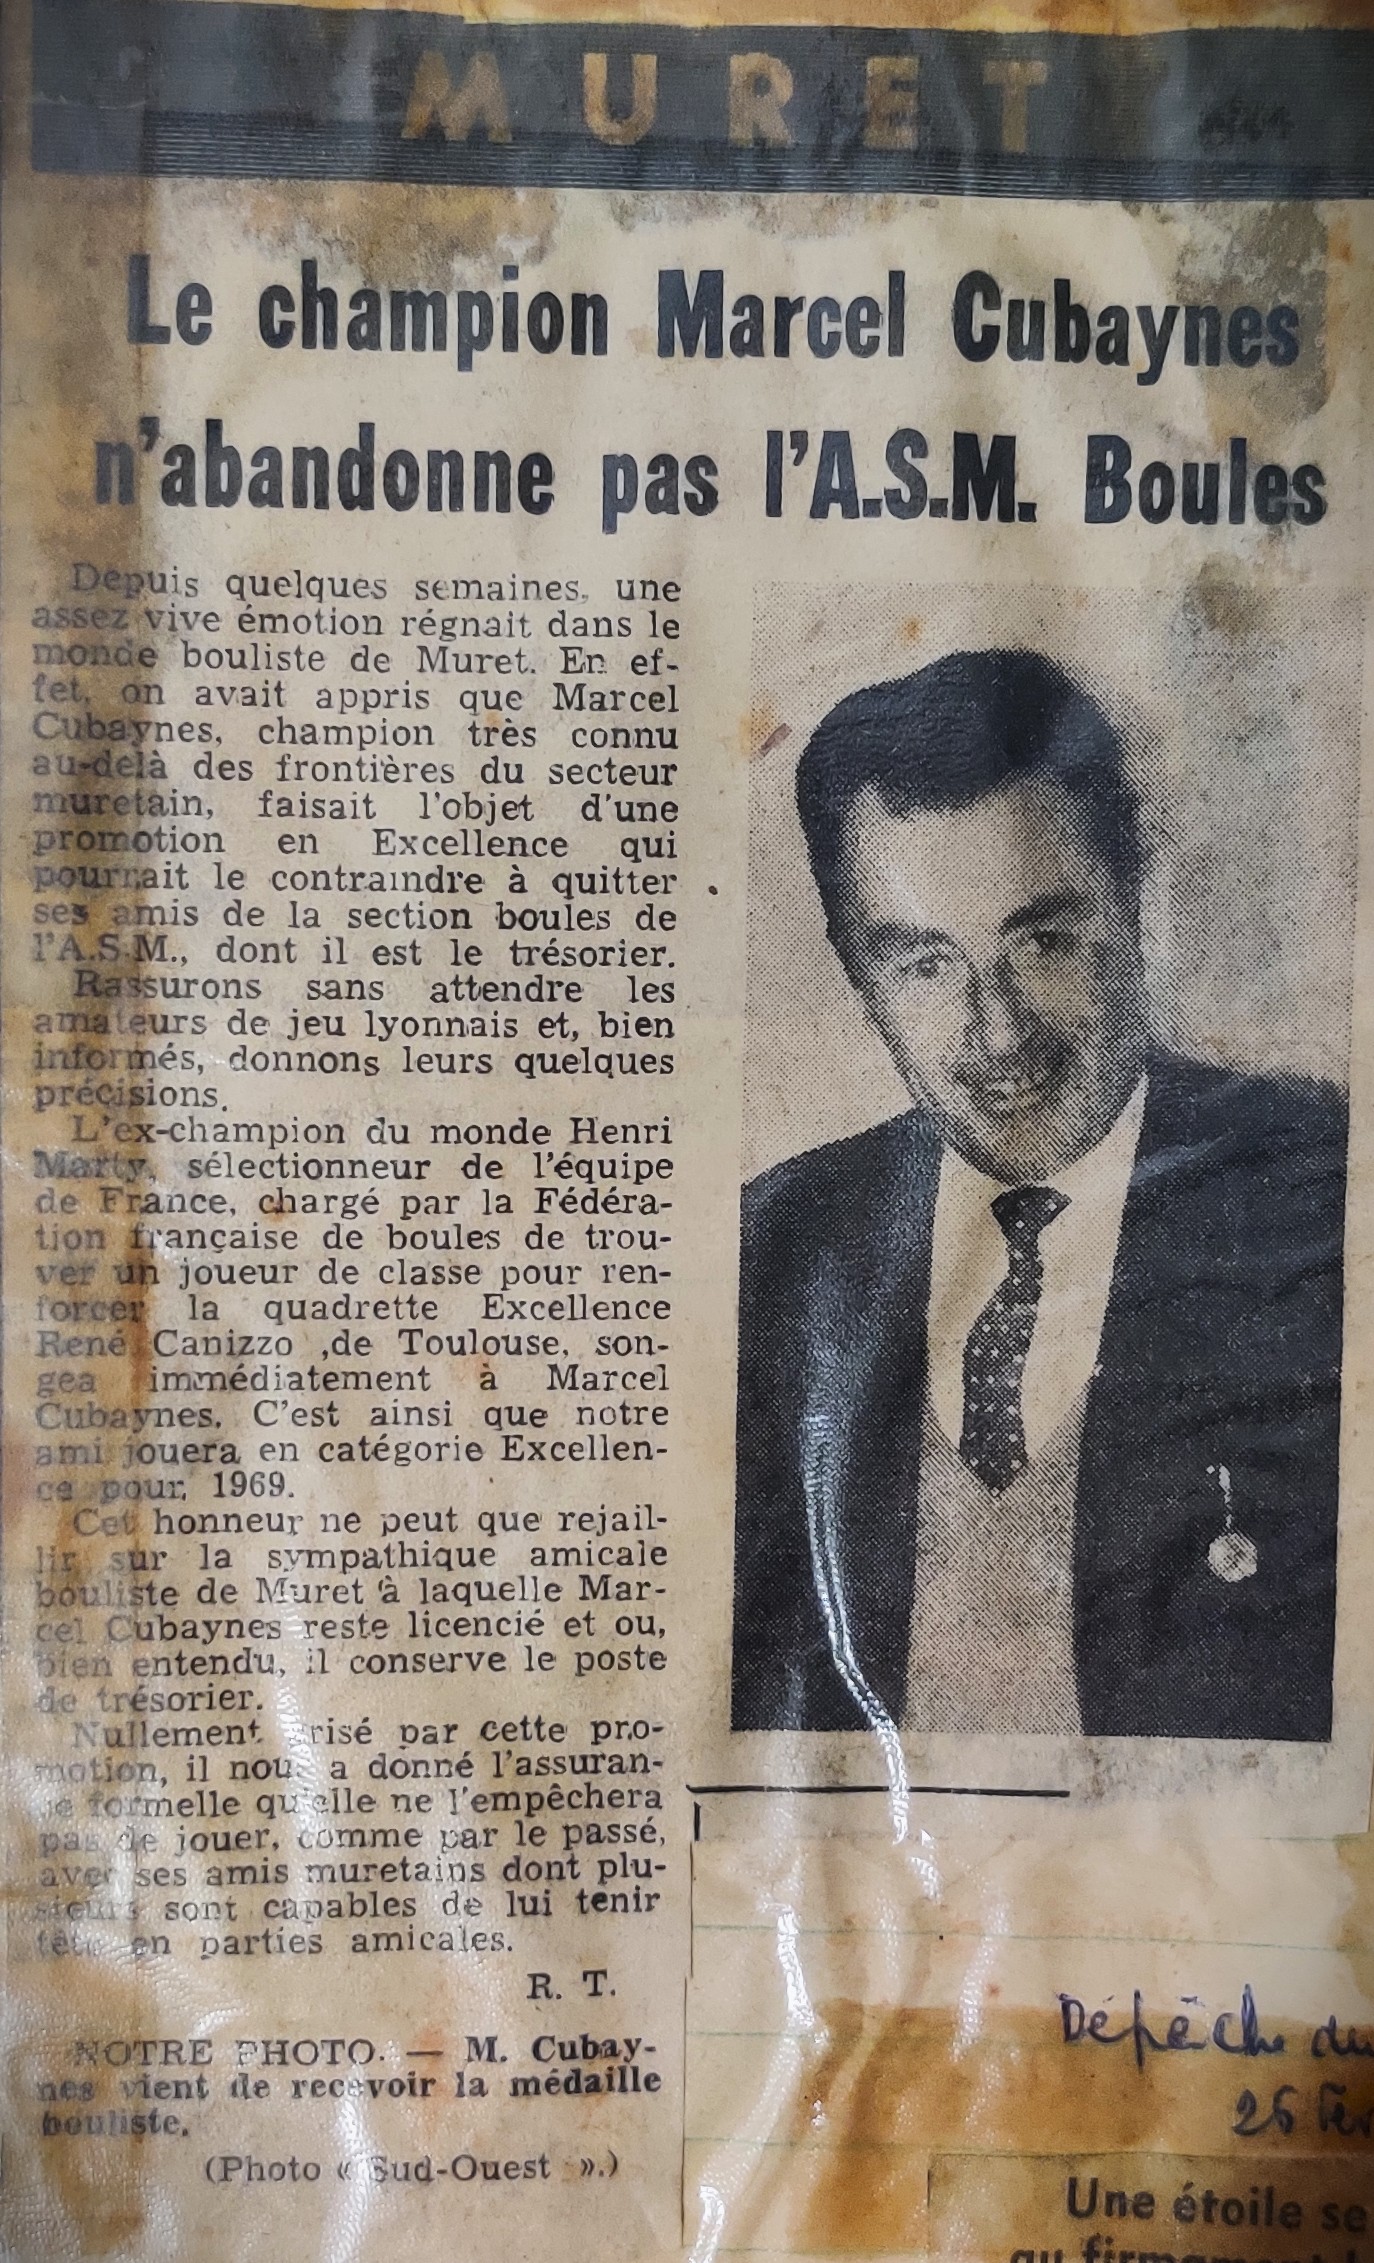 MURET
Le champion Marcel Cubaynes
n'abandonne pas l'A.S.M. Boules
Depuis quelques semaines, une
assez vive émotion régnait dans le
monde bouliste de Muret. En ef-
fet, on avait appris que Marcel
Cubaynes, champion très connu
au-delà des frontières du secteur
muretain, faisait l'objet d'une
promotion en Excellence qui
pourrait le contraindre à quitter
ses amis de la section boules de
l'A.S.M., dont il est le trésorier.
Rassurons sans attendre les
amateurs de jeu lyonnais et, bien
informés, donnons leurs quelques
précisions.
L'ex-champion du monde Henri
Marty, sélectionneur de l'équipe
de France, chargé par la Fédéra-
tion française de boules de trou-
ver un joueur de classe pour ren-
forcer la quadrette Excellence
René Canizzo ,de Toulouse, son-
gea immédiatement à Marcel
Cubaynes. C'est ainsi que notre
ami jouera en catégorie Excellen-
ce pour 1969.
Cet honneur ne peut que rejail-
lir sur la sympathique amicale
bouliste de Muret à laquelle Mar-
cel Cubaynes reste licencié et ou,
bien entendu, il conserve le poste
de trésorier.
Nullement grisé par cette pro-
motion, il nous a donné l'assuran-
ce formelle qu'elle ne l'empêchera
pas de jouer, comme par le passé,
avec ses amis muretains dont plu-
sieurs sont capables de lui tenir
tête en parties amicales.
R. T.
NOTRE PHOTO. — M. Cubay-
nes vient de recevoir la médaille
bouliste.
(Photo « Sud-Ouest ».)
Dépêche du
26 Fev
Une étoile se
au